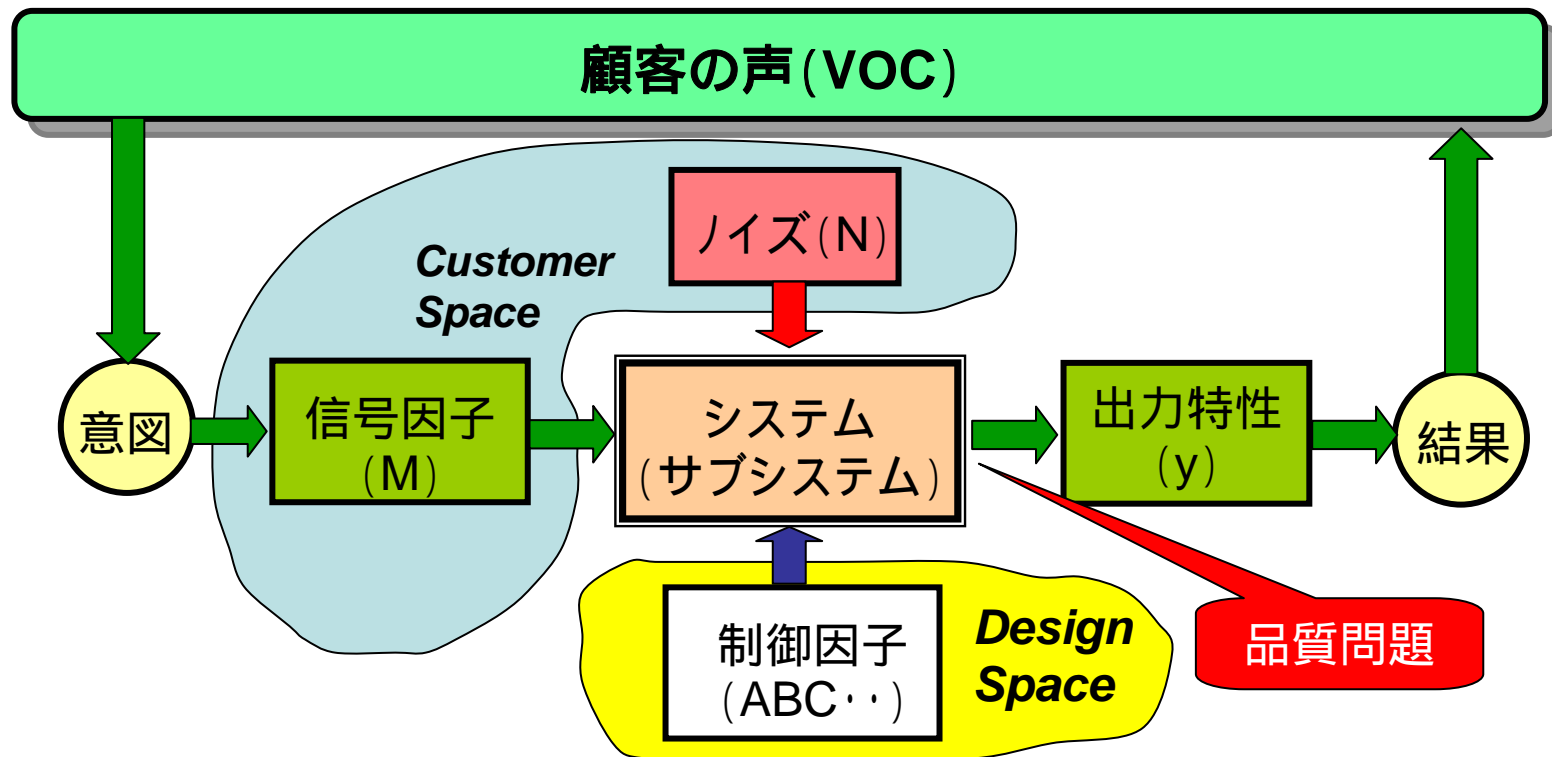 顧客の声(VOC)
ノイズ(N)
Customer
Space
意図
信号因子
(M)
システム
(サブシステム)
出力特性
(y)
結果
制御因子
(ABC‥)
Design
Space
品質問題